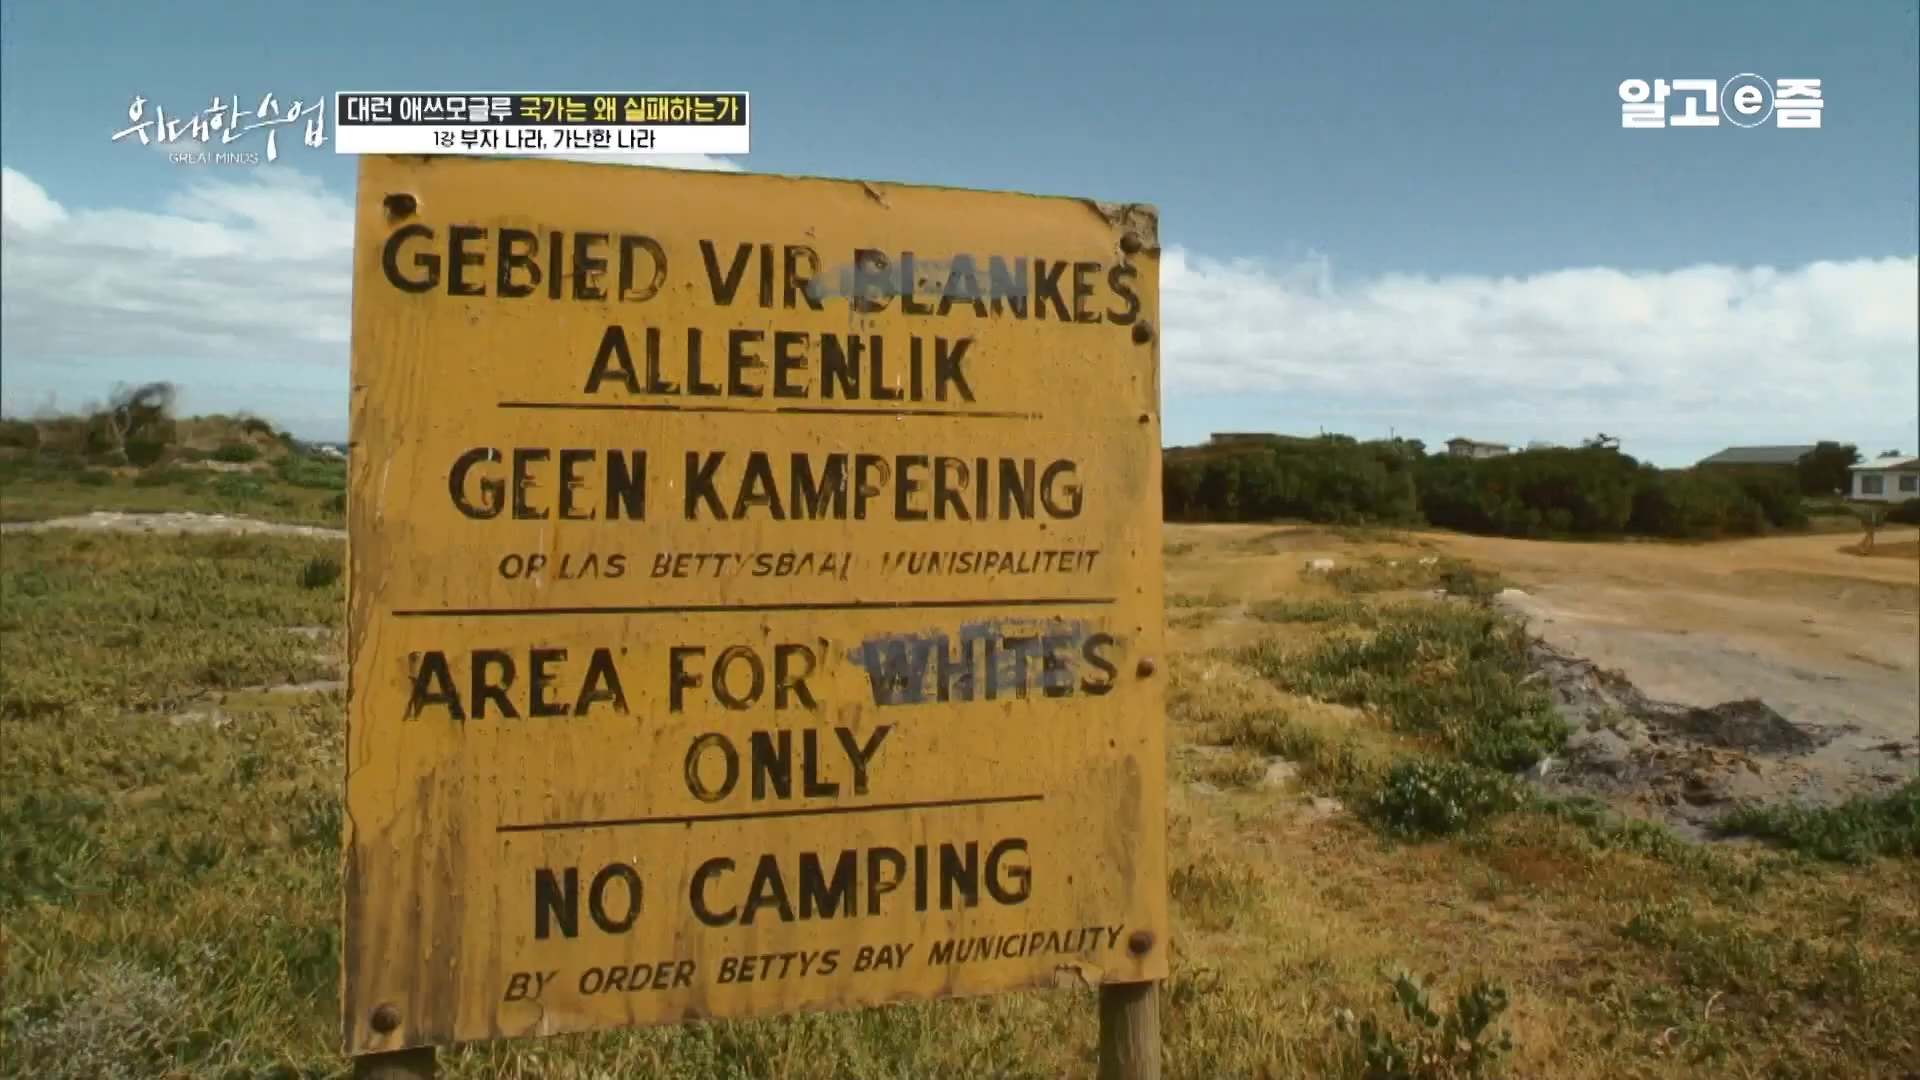 위대한 수업
GREAT MINDS
대런 애쓰모글루 국가는 왜 실패하는가
1강 부자 나라, 가난한 나라
알고e즘
GEBIED VIR BLANKES
ALLEENLIK
GEEN KAMPERING
OP LAS BETTYSBAAI MUNISIPALITEIT
AREA FOR WHITES
ONLY
NO CAMPING
BY ORDER BETTYS BAY MUNICIPALITY